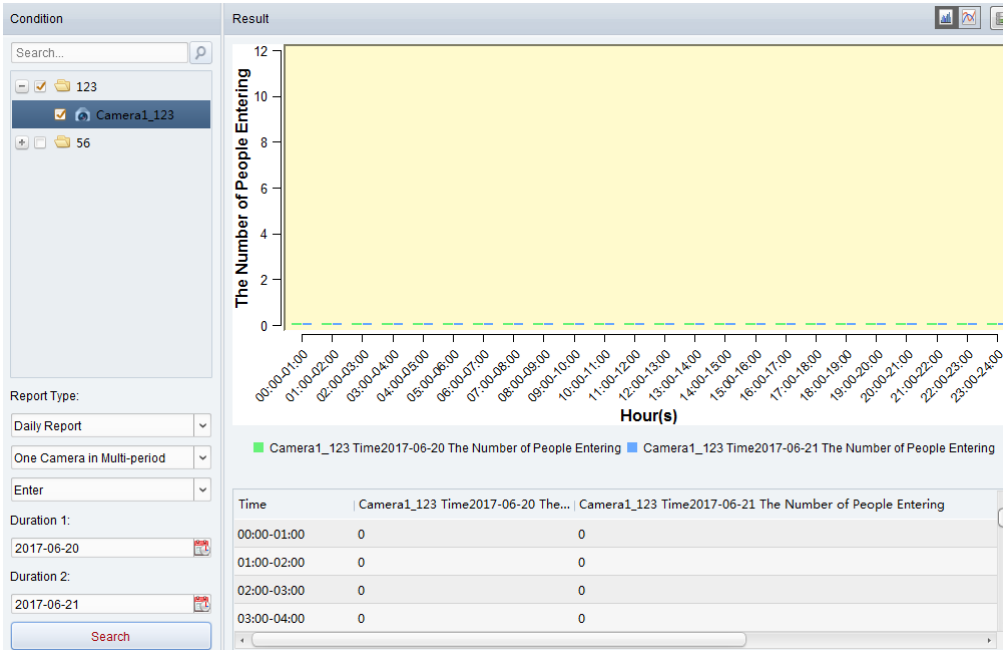 Condition
Search...
123
Camera1_123
56
Report Type:
Daily Report
One Camera in Multi-period
Enter
Duration 1:
2017-06-20
Duration 2:
2017-06-21
Search
Result
The Number of People Entering
12
10
8
6
4
2
0
00:00-01:00
01:00-02:00
02:00-03:00
03:00-04:00
04:00-05:00
05:00-06:00
06:00-07:00
07:00-08:00
08:00-09:00
09:00-10:00
10:00-11:00
11:00-12:00
12:00-13:00
13:00-14:00
14:00-15:00
15:00-16:00
16:00-17:00
17:00-18:00
18:00-19:00
19:00-20:00
20:00-21:00
21:00-22:00
22:00-23:00
23:00-24:00
Hour(s)
Camera1_123 Time2017-06-20 The Number of People Entering Camera1_123 Time2017-06-21 The Number of People Entering
Time Camera1_123 Time2017-06-20 The... Camera1_123 Time2017-06-21 The Number of People Entering
00:00-01:00 0 0
01:00-02:00 0 0
02:00-03:00 0 0
03:00-04:00 0 0